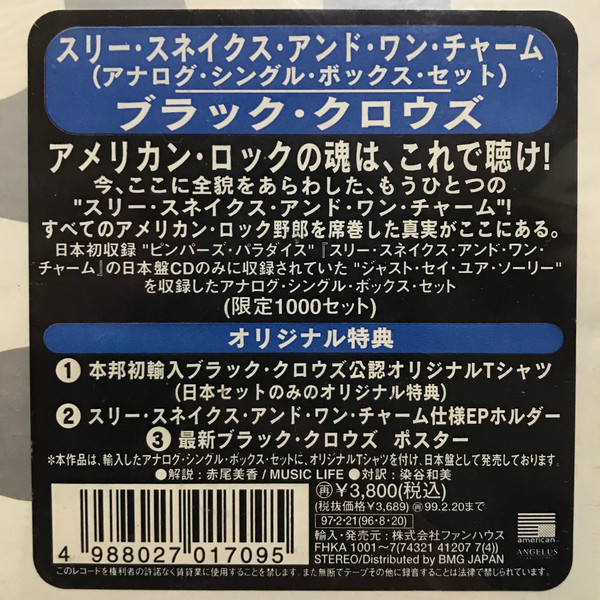 スリー・スネイクス・アンド・ワン・チャーム
(アナログ・シングル・ボックス・セット)
ブラック・クロウズ
アメリカン・ロックの魂は、これで聴け!
今、ここに全貌をあらわした、もうひとつの
"スリー・スネイクス・アンド・ワン・チャーム"!
すべてのアメリカン・ロック野郎を席巻した真実がここにある。
日本初収録 "ピンパーズ・パラダイス"『スリー・スネイクス・アンド・ワン・
チャーム』の日本盤CDのみに収録されていた "ジャスト・セイ・ユア・ソーリー"
を収録したアナログ・シングル・ボックス・セット
(限定1000セット)
オリジナル特典
① 本邦初輸入ブラック・クロウズ公認オリジナルTシャツ
(日本セットのみのオリジナル特典)
② スリー・スネイクス・アンド・ワン・チャーム仕様EPホルダー
③ 最新ブラック・クロウズ ポスター
*本作品は、輸入したアナログ・シングル・ボックス・セットに、オリジナルTシャツを付け、日本盤として発売しております。
●解説:赤尾美香/MUSIC LIFE ●対訳:染谷和美
㋐¥3,800(税込)
(税抜価格¥3,689) 99.2.20まで
97・2・21(96・8・20)
輸入・発売元:株式会社ファンハウス
FHKA 1001〜7(74321 41207 7(4))
STEREO/Distributed by BMG JAPAN
american
ANGELUS
4 988027 017095
このレコードを権利者の許諾なく賃貸業に使用することを禁じます。また無断でテープその他に録音することは法律で禁じられています。